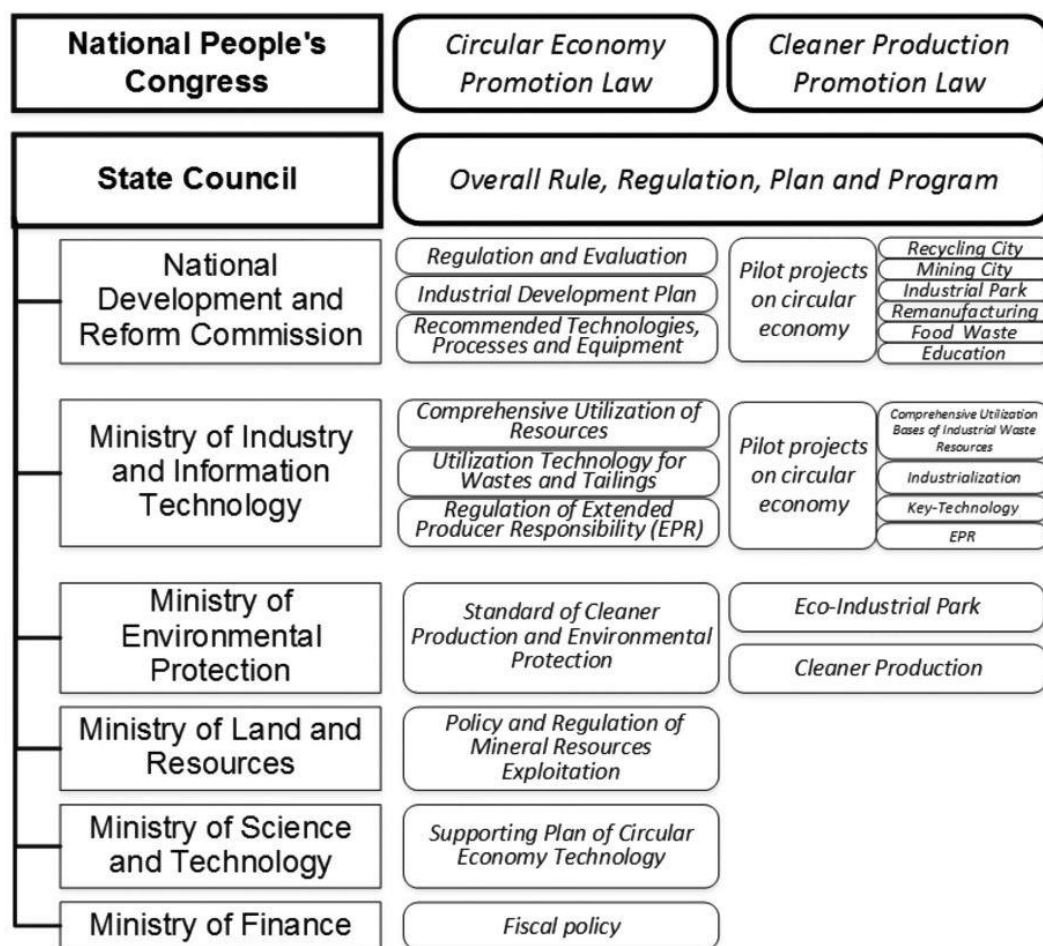 National People's
Congress
Circular Economy
Promotion Law
Cleaner Production
Promotion Law
State Council
Overall Rule, Regulation, Plan and Program
National
Development and
Reform Commission
Regulation and Evaluation
Industrial Development Plan
Recommended Technologies,
Processes and Equipment
Pilot projects
on circular
economy
Recycling City
Mining City
Industrial Park
Remanufacturing
Food Waste
Education
Ministry of Industry
and Information
Technology
Comprehensive Utilization of
Resources
Utilization Technology for
Wastes and Tailings
Regulation of Extended
Producer Responsibility (EPR)
Pilot projects
on circular
economy
Comprehensive Utilization
Bases of Industrial Waste
Resources
Industrialization
Key-Technology
EPR
Ministry of
Environmental
Protection
Standard of Cleaner
Production and Environmental
Protection
Eco-Industrial Park
Cleaner Production
Ministry of Land and
Resources
Policy and Regulation of
Mineral Resources
Exploitation
Ministry of Science
and Technology
Supporting Plan of Circular
Economy Technology
Ministry of Finance
Fiscal policy